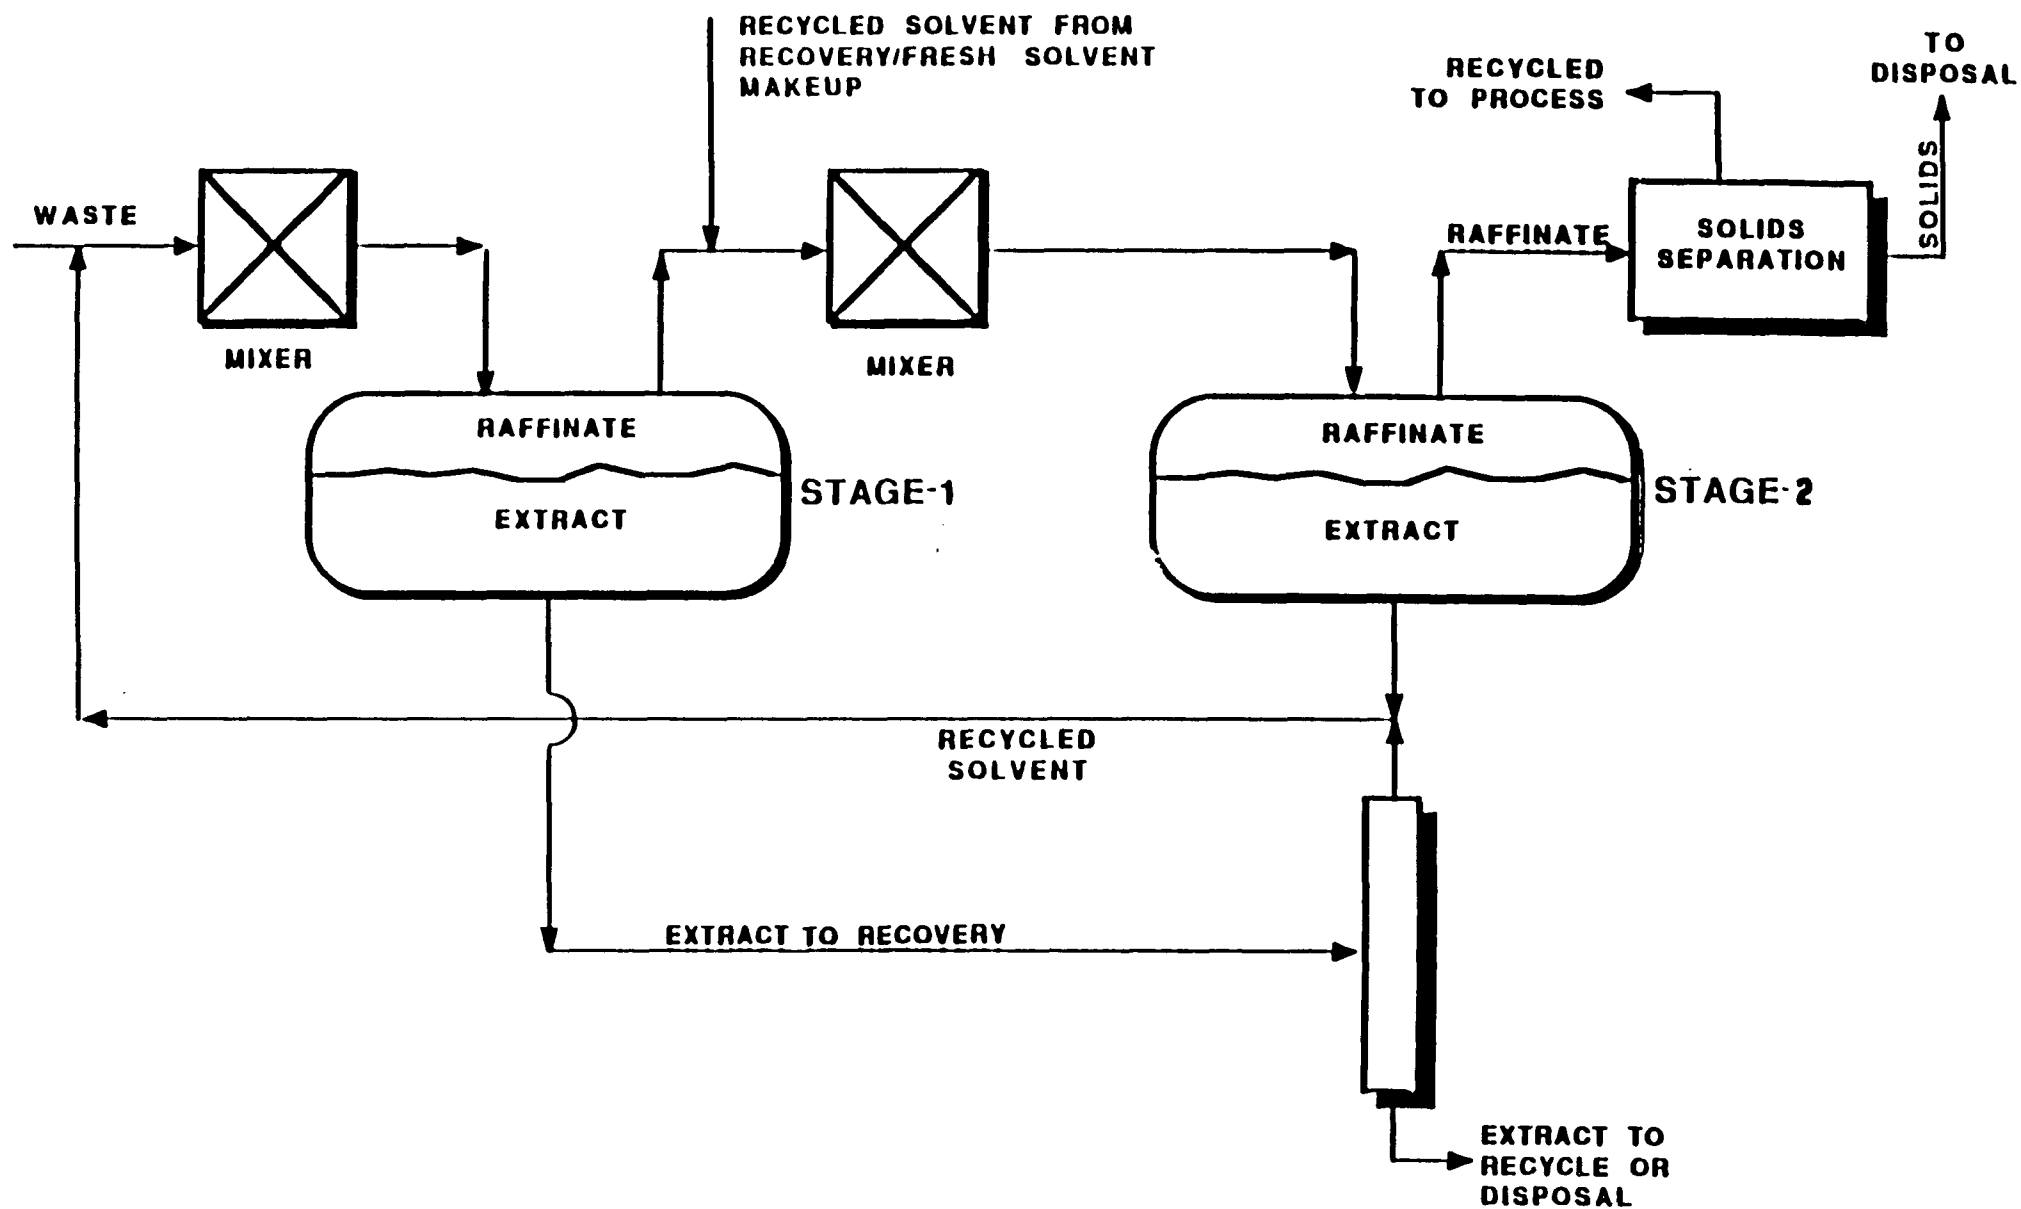 RECYCLED SOLVENT FROM
RECOVERY/FRESH SOLVENT
MAKEUP
TO
DISPOSAL
RECYCLED
TO PROCESS
SOLIDS
WASTE
RAFFINATE
SOLIDS
SEPARATION
MIXER
MIXER
RAFFINATE
RAFFINATE
STAGE-1
STAGE-2
EXTRACT
EXTRACT
RECYCLED
SOLVENT
EXTRACT TO RECOVERY
EXTRACT TO
RECYCLE OR
DISPOSAL